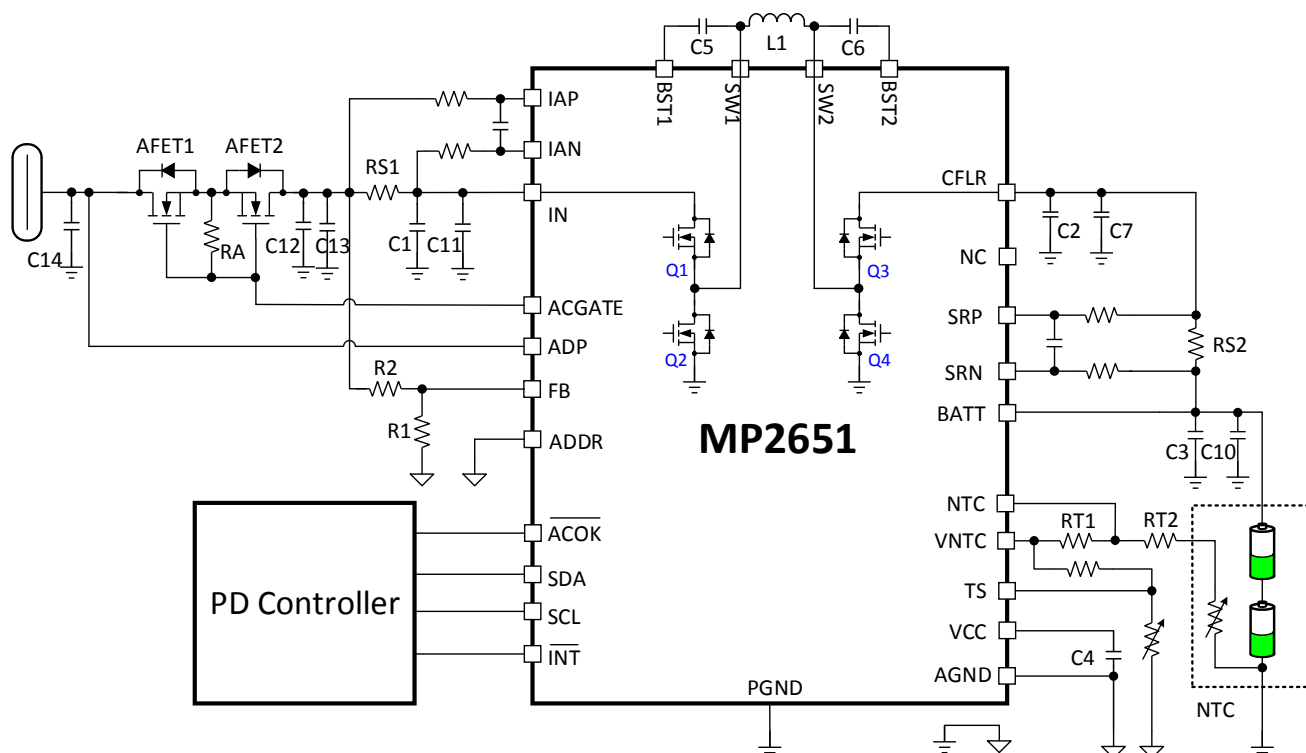 C5
L1
C6
BST1
SW1
SW2
BST2
IAP
IAN
IN
AFET1
AFET2
RS1
C14
RA
C12
C13
C1
C11
ACGATE
ADP
R2
FB
R1
ADDR
Q1
Q2
Q3
Q4
MP2651
CFLR
C2
C7
NC
SRP
RS2
SRN
BATT
C3
C10
NTC
VNTC
RT1
RT2
TS
VCC
C4
AGND
NTC
PD Controller
ACOK
SDA
SCL
INT
PGND